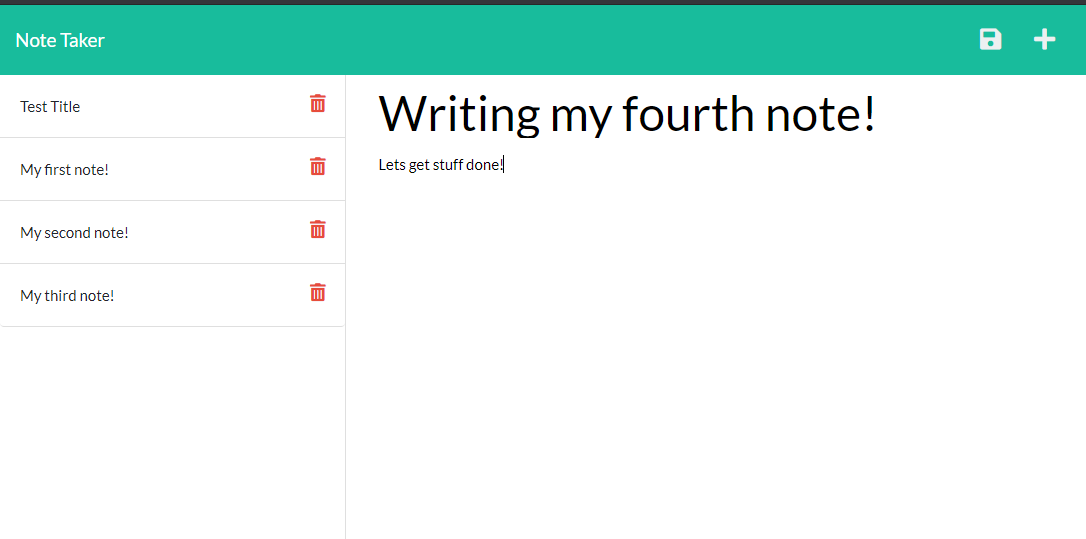 Note Taker
Test Title
My first note!
My second note!
My third note!
Writing my fourth note!
Lets get stuff done!